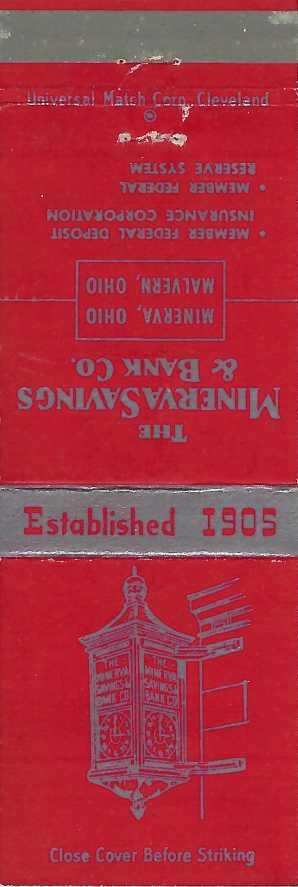 Universal Match Corp. Cleveland
®
THE
MINERVA SAVINGS
& BANK CO.
MINERVA, OHIO
MALVERN, OHIO
• MEMBER FEDERAL DEPOSIT
INSURANCE CORPORATION
• MEMBER FEDERAL
RESERVE SYSTEM
Established 1905
THE
MINERVA
SAVINGS &
BANK CO
THE
MINERVA
SAVINGS &
BANK CO
Close Cover Before Striking